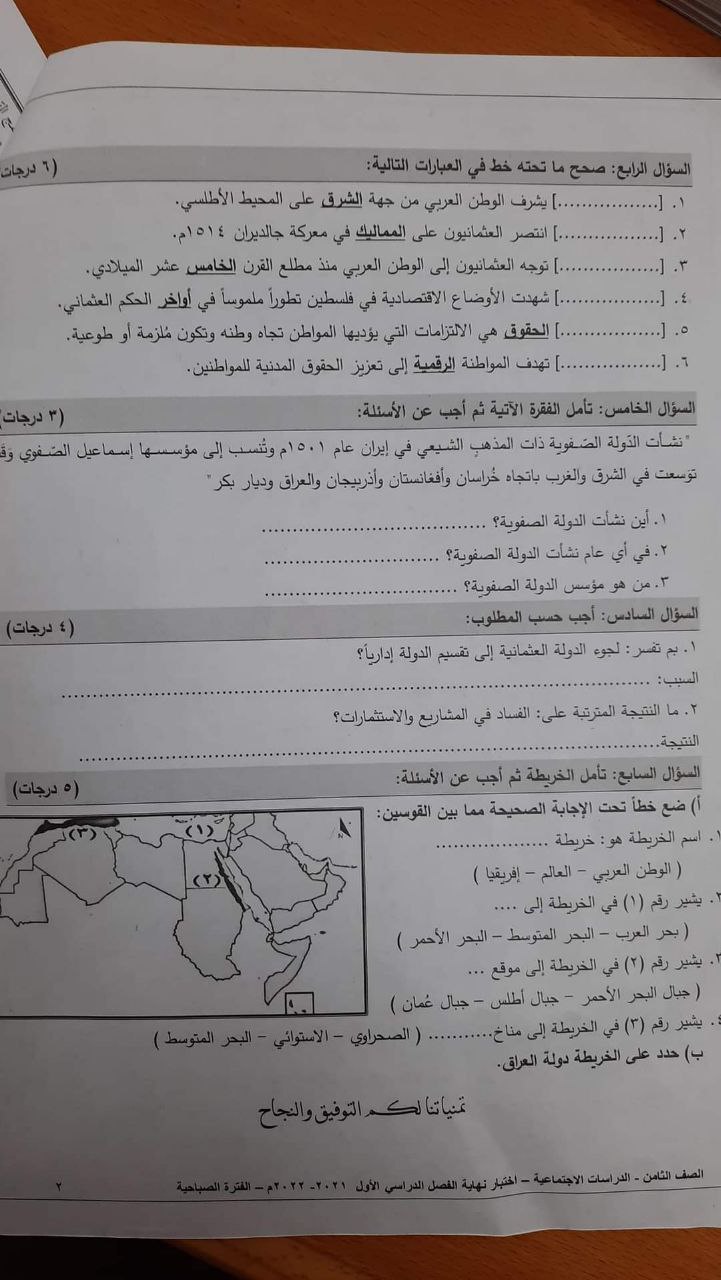 السؤال الرابع: صحح ما تحته خط في العبارات التالية: (٦ درجات)
١. [................] يشرف الوطن العربي من جهة الشرق على المحيط الأطلسي.
٢. [................] انتصر العثمانيون على المماليك في معركة جالديران ١٥١٤م.
٣. [................] توجه العثمانيون إلى الوطن العربي منذ مطلع القرن الخامس عشر الميلادي.
٤. [................] شهدت الأوضاع الاقتصادية في فلسطين تطوراً ملموساً في أواخر الحكم العثماني.
٥. [................] الحقوق هي الالتزامات التي يؤديها المواطن تجاه وطنه وتكون مُلزمة أو طوعية.
٦. [................] تهدف المواطنة الرقمية إلى تعزيز الحقوق المدنية للمواطنين.
السؤال الخامس: تأمل الفقرة الآتية ثم أجب عن الأسئلة: (٣ درجات)
"نشأت الدّولة الصّفوية ذات المذهب الشيعي في إيران عام ١٥٠١م وتُنسب إلى مؤسسها إسماعيل الصّفوي وَقَ
توَسعت في الشرق والغرب باتجاه خُراسان وأفغانستان وأذربيجان والعراق وديار بكر"
١. أين نشأت الدولة الصفوية؟ ....................................
٢. في أي عام نشأت الدولة الصفوية؟ ............................
٣. من هو مؤسس الدولة الصفوية؟ ...............................
السؤال السادس: أجب حسب المطلوب: (٤ درجات)
١. بم تفسر: لجوء الدولة العثمانية إلى تقسيم الدولة إدارياً؟
السبب: ................................................................................
٢. ما النتيجة المترتبة على: الفساد في المشاريع والاستثمارات؟
النتيجة................................................................................
السؤال السابع: تأمل الخريطة ثم أجب عن الأسئلة: (٥ درجات)
أ) ضع خطاً تحت الإجابة الصحيحة مما بين القوسين:
١. اسم الخريطة هو: خريطة ..................
( الوطن العربي – العالم – إفريقيا )
٢. يشير رقم (١) في الخريطة إلى ....
( بحر العرب – البحر المتوسط – البحر الأحمر )
٣. يشير رقم (٢) في الخريطة إلى موقع ...
( جبال البحر الأحمر – جبال أطلس – جبال عُمان )
٤. يشير رقم (٣) في الخريطة إلى مناخ........... ( الصحراوي – الاستوائي – البحر المتوسط )
ب) حدد على الخريطة دولة العراق.
(١)
(٢)
(٣)
تمنياتنا لكم التوفيق والنجاح
الصف الثامن - الدراسات الاجتماعية – اختبار نهاية الفصل الدراسي الأول ٢٠٢١- ٢٠٢٢م – الفترة الصباحية ٢